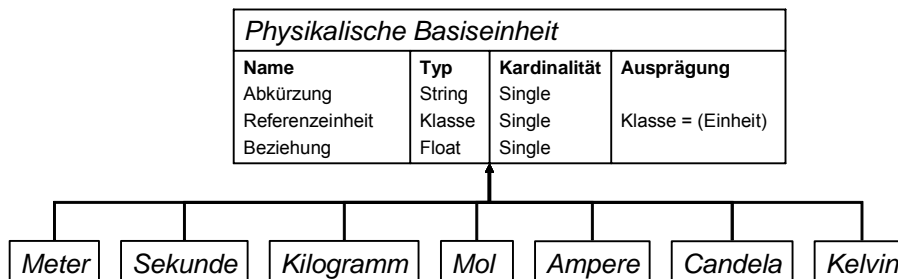 Physikalische Basiseinheit
Name Typ Kardinalität Ausprägung
Abkürzung String Single
Referenzeinheit Klasse Single Klasse = (Einheit)
Beziehung Float Single
Meter Sekunde Kilogramm Mol Ampere Candela Kelvin